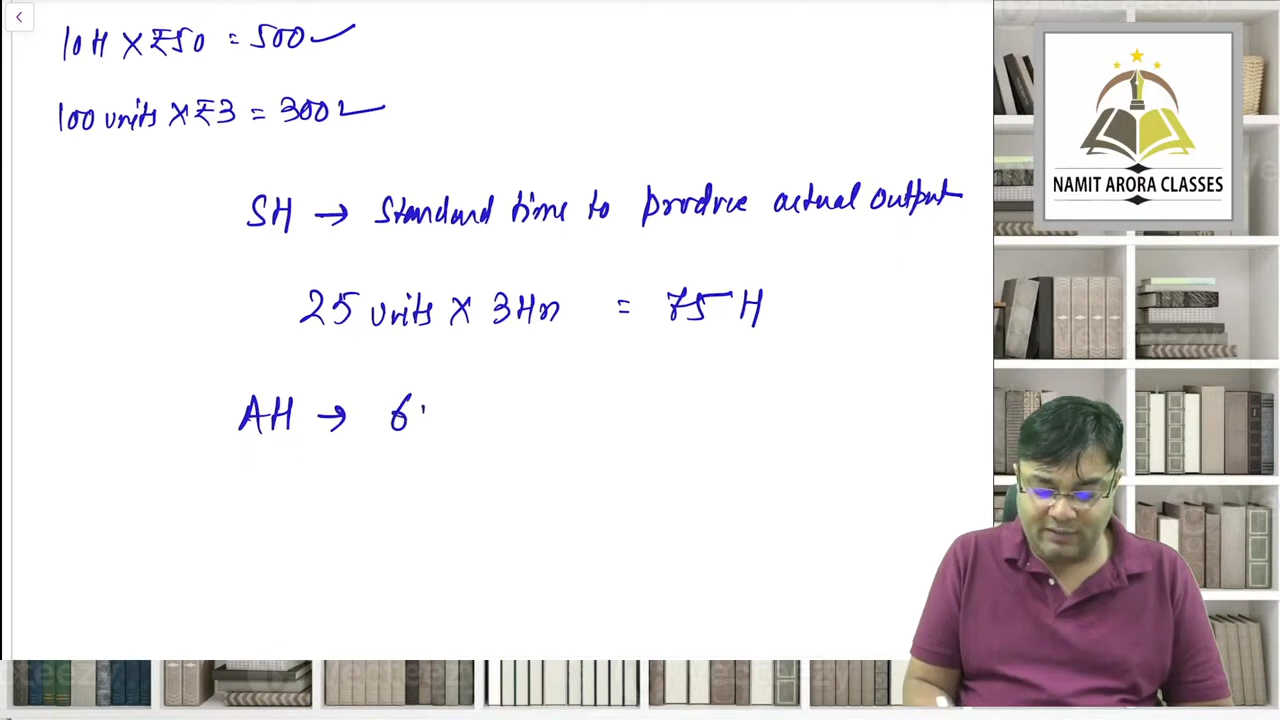 10H × ₹50 = 500
100 units × ₹3 = 300
SH → Standard time to produce actual output
25 units × 3Hr = 75 H
AH → 6
NAMIT ARORA CLASSES